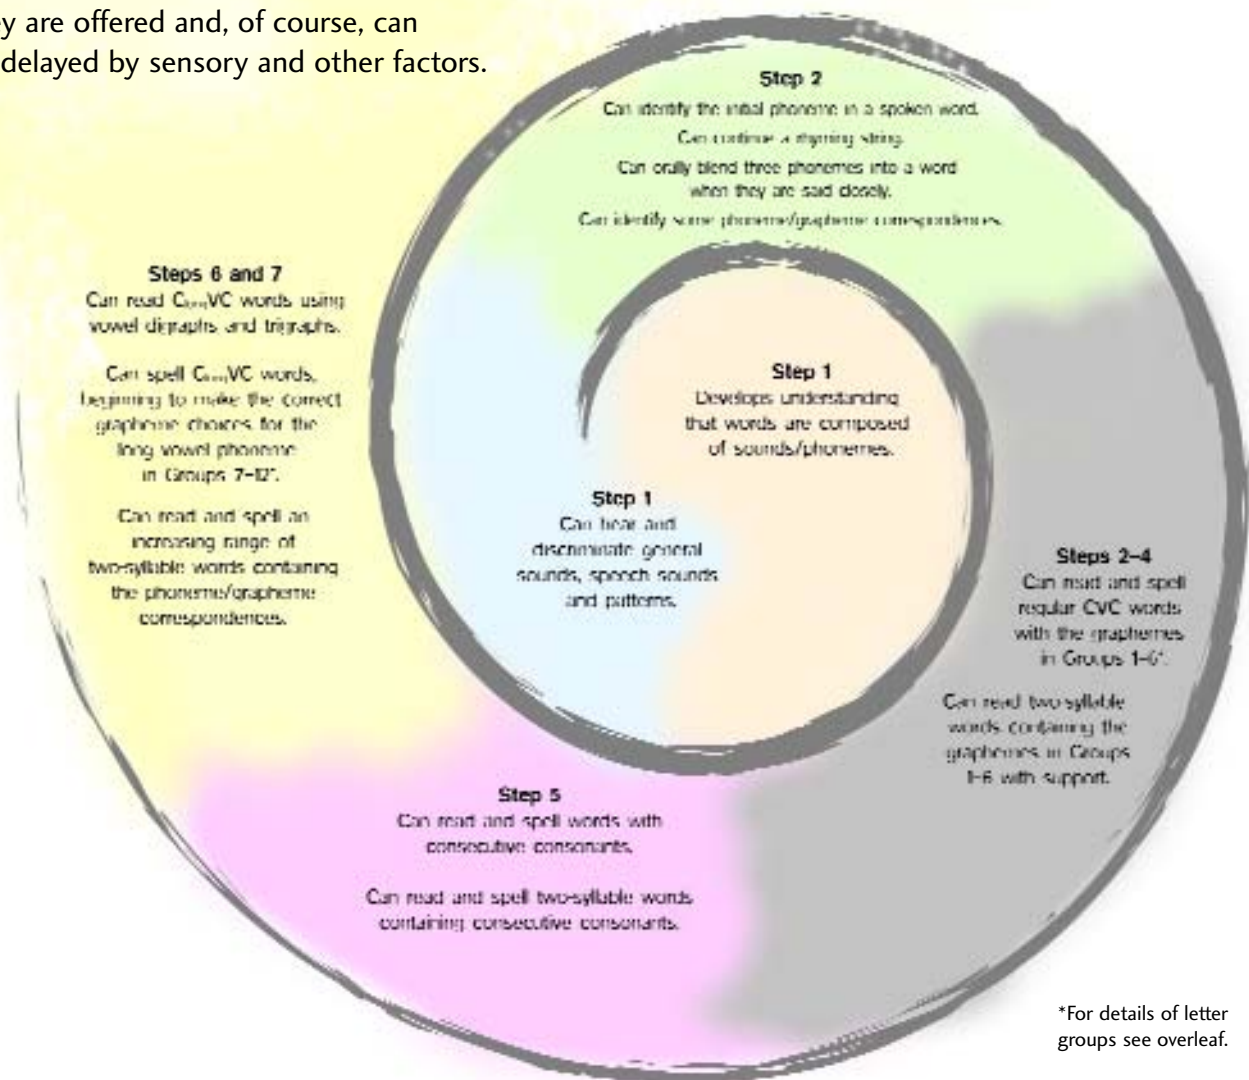 ey are offered and, of course, can
delayed by sensory and other factors.
Step 2
Can identify the initial phoneme in a spoken word.
Can continue a rhyming string.
Can orally blend three phonemes into a word
when they are said closely.
Can identify some phoneme/grapheme correspondences.
Step 1
Develops understanding
that words are composed
of sounds/phonemes.
Step 1
Can hear and
discriminate general
sounds, speech sounds
and patterns.
Steps 2–4
Can read and spell
regular CVC words
with the graphemes
in Groups 1–6*.
Can read two-syllable
words containing the
graphemes in Groups
1–6 with support.
Step 5
Can read and spell words with
consecutive consonants.
Can read and spell two-syllable words
containing consecutive consonants.
Steps 6 and 7
Can read words using
vowel digraphs and trigraphs.
Can spell words,
beginning to make the correct
grapheme choices for the
long vowel phoneme
in Groups 7–12*.
Can read and spell an
increasing range of
two-syllable words containing
the phoneme/grapheme
correspondences.
*For details of letter
groups see overleaf.